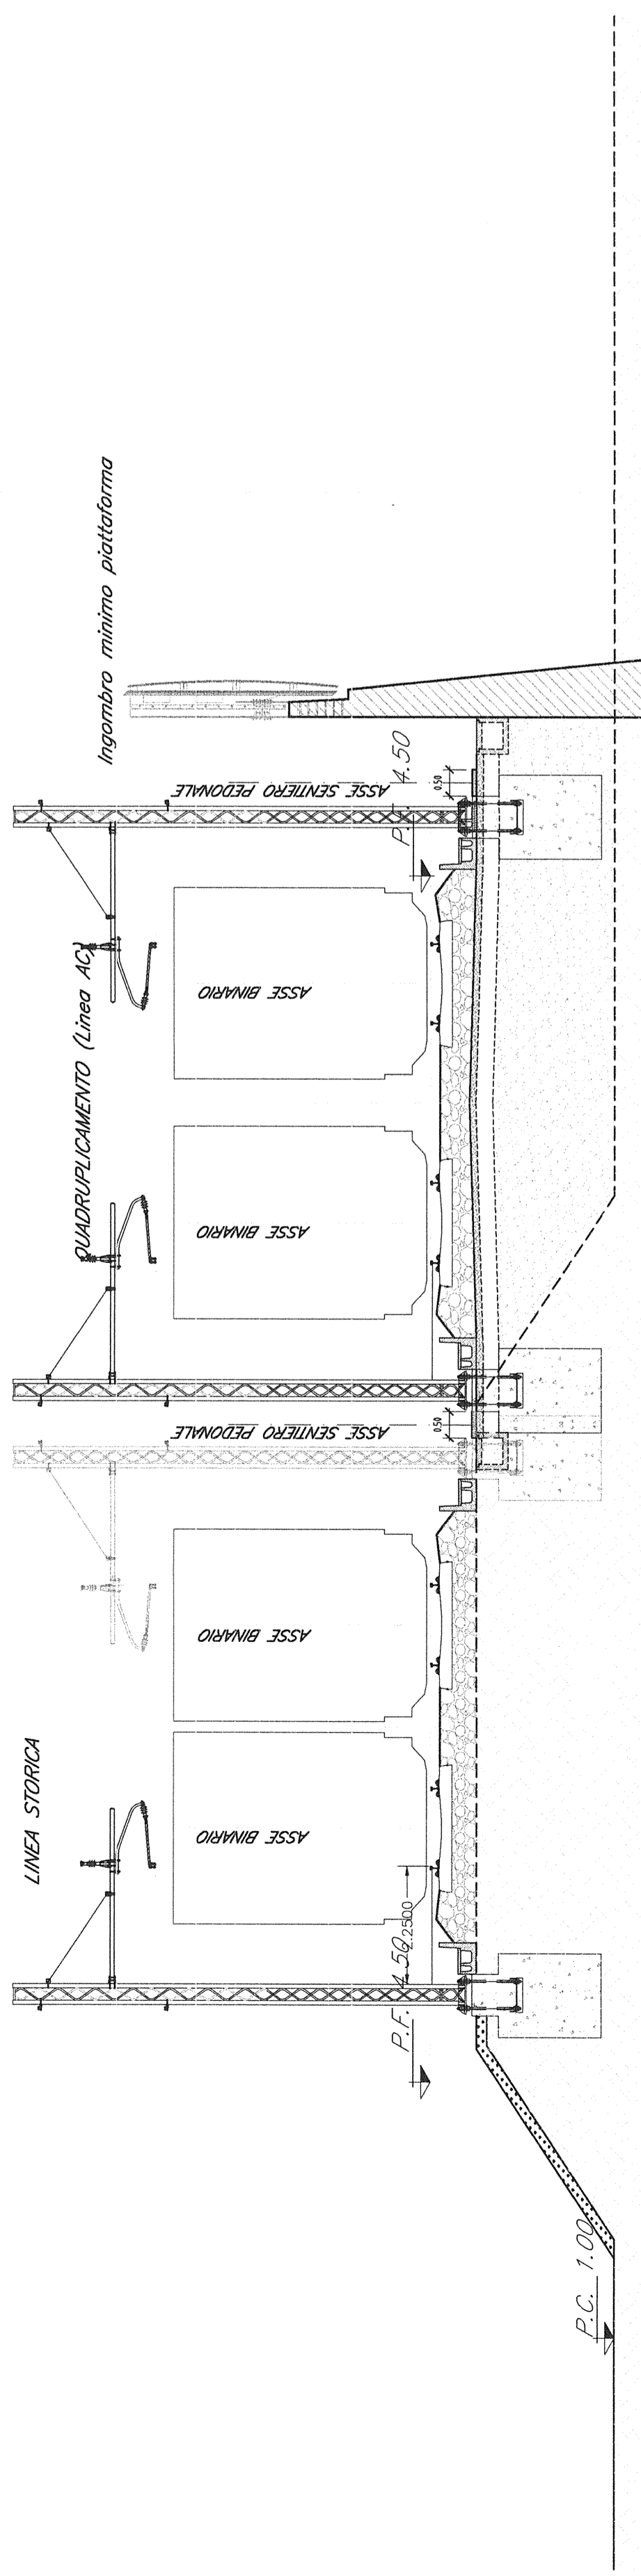 LINEA STORICA
QUADRUPLICAMENTO (Linea AC)
Ingombro minimo piattaforma
ASSE BINARIO
ASSE BINARIO
ASSE SENTIERO PEDONALE
ASSE BINARIO
ASSE BINARIO
ASSE SENTIERO PEDONALE
P.F. 4.50
2.2500
0.50
4.50
0.50
P.C. 1.00